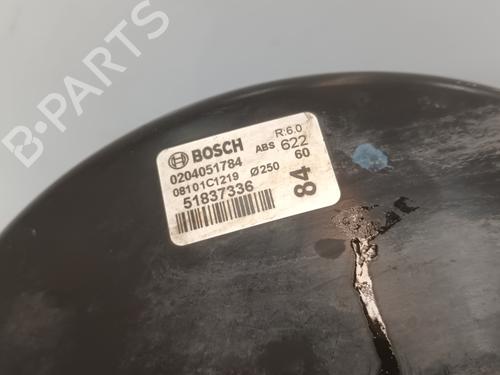 B-PARTS
BOSCH
R:6.0
0204051784 ABS 622
08101C1219 Ø250 60
51837336
84